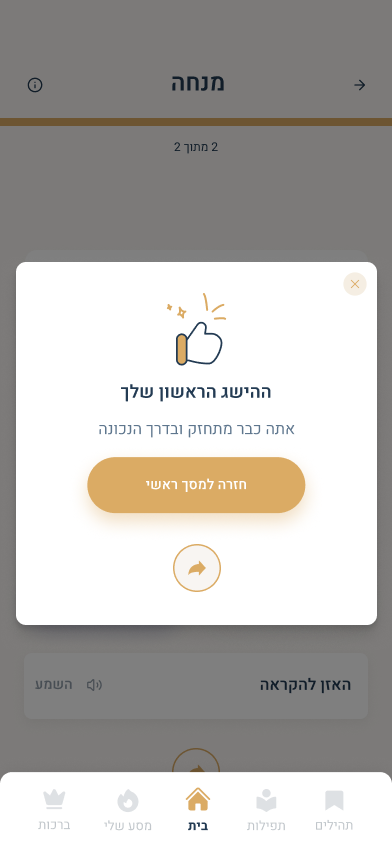 מנחה
2 מתוך 2
ההישג הראשון שלך
אתה כבר מתחזק ובדרך הנכונה
חזרה למסך ראשי
האזן להקראה
השמע
תהילים
תפילות
בית
מסע שלי
ברכות